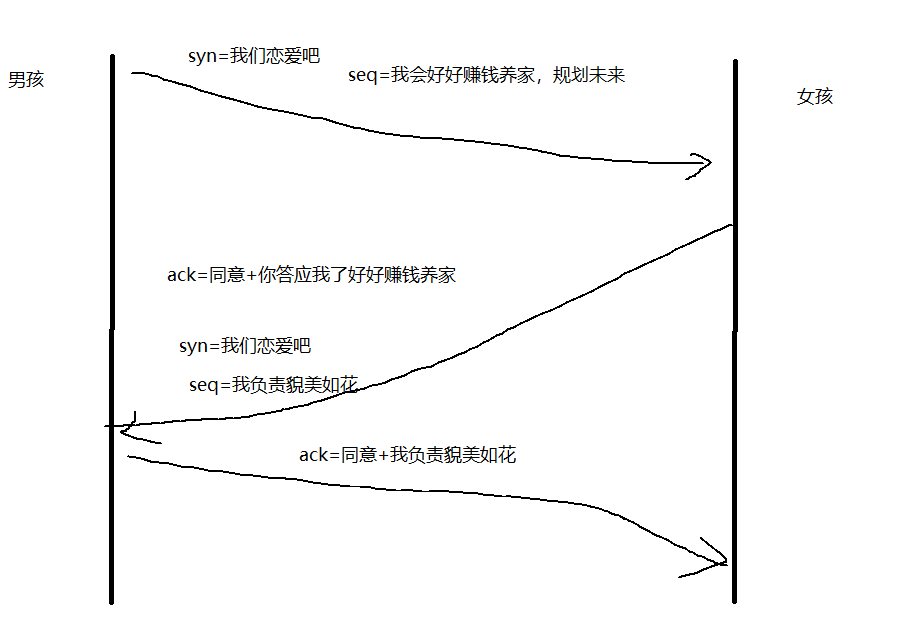 syn=我们恋爱吧
男孩
seq=我会好好赚钱养家，规划未来
女孩
ack=同意+你答应我了好好赚钱养家
syn=我们恋爱吧
seq=我负责貌美如花
ack=同意+我负责貌美如花